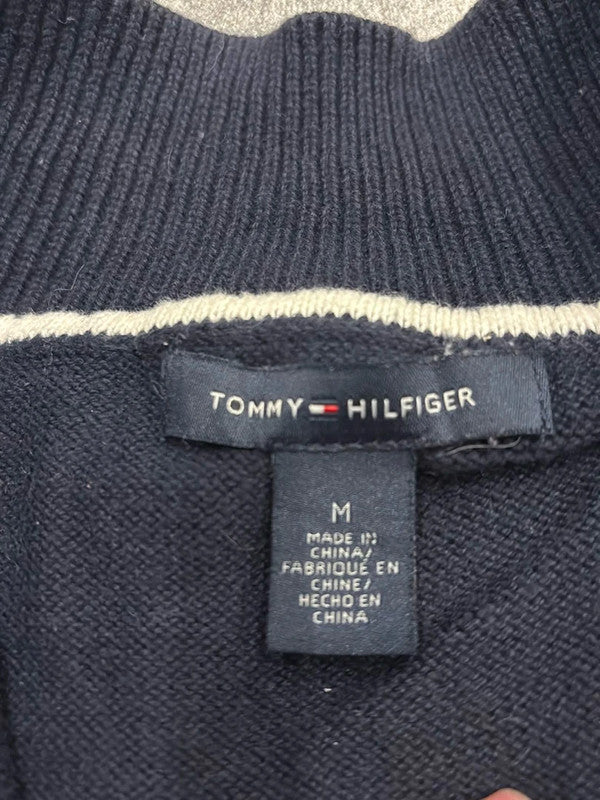 TOMMY HILFIGER
M
MADE IN
CHINA/
FABRIQUÉ EN
CHINE/
HECHO EN
CHINA